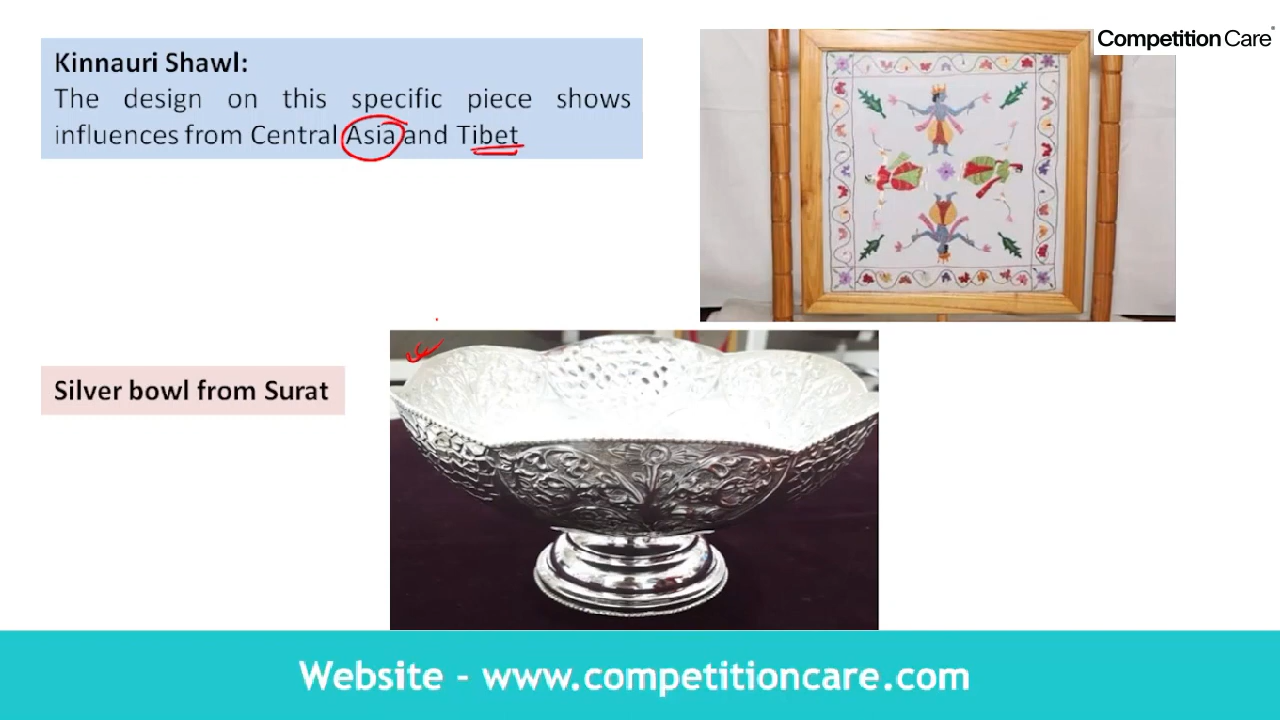 Competition Care
Kinnauri Shawl:
The design on this specific piece shows
influences from Central Asia and Tibet
Silver bowl from Surat
Website - www.competitioncare.com